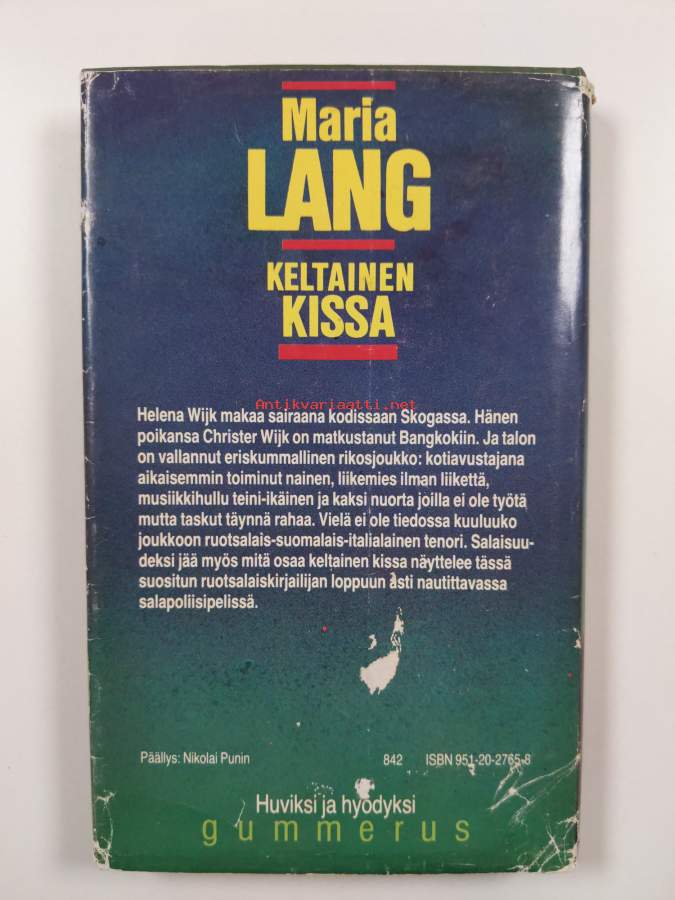 Maria
LANG
KELTAINEN
KISSA
Antikvariaatti.net
Helena Wijk makaa sairaana kodissaan Skogassa. Hänen
poikansa Christer Wijk on matkustanut Bangkokiin. Ja talon
on vallannut eriskummallinen rikosjoukko: kotiavustajana
aikaisemmin toiminut nainen, liikemies ilman liikettä,
musiikkihullu teini-ikäinen ja kaksi nuorta joilla ei ole työtä
mutta taskut täynnä rahaa. Vielä ei ole tiedossa kuuluuko
joukkoon ruotsalais-suomalais-italialainen tenori. Salaisuu-
deksi jää myös mitä osaa keltainen kissa näyttelee tässä
suositun ruotsalaiskirjailijan loppuun asti nautittavassa
salapoliisipelissä.
Päällys: Nikolai Punin 842 ISBN 951-20-2765-8
Huviksi ja hyödyksi
gummerus